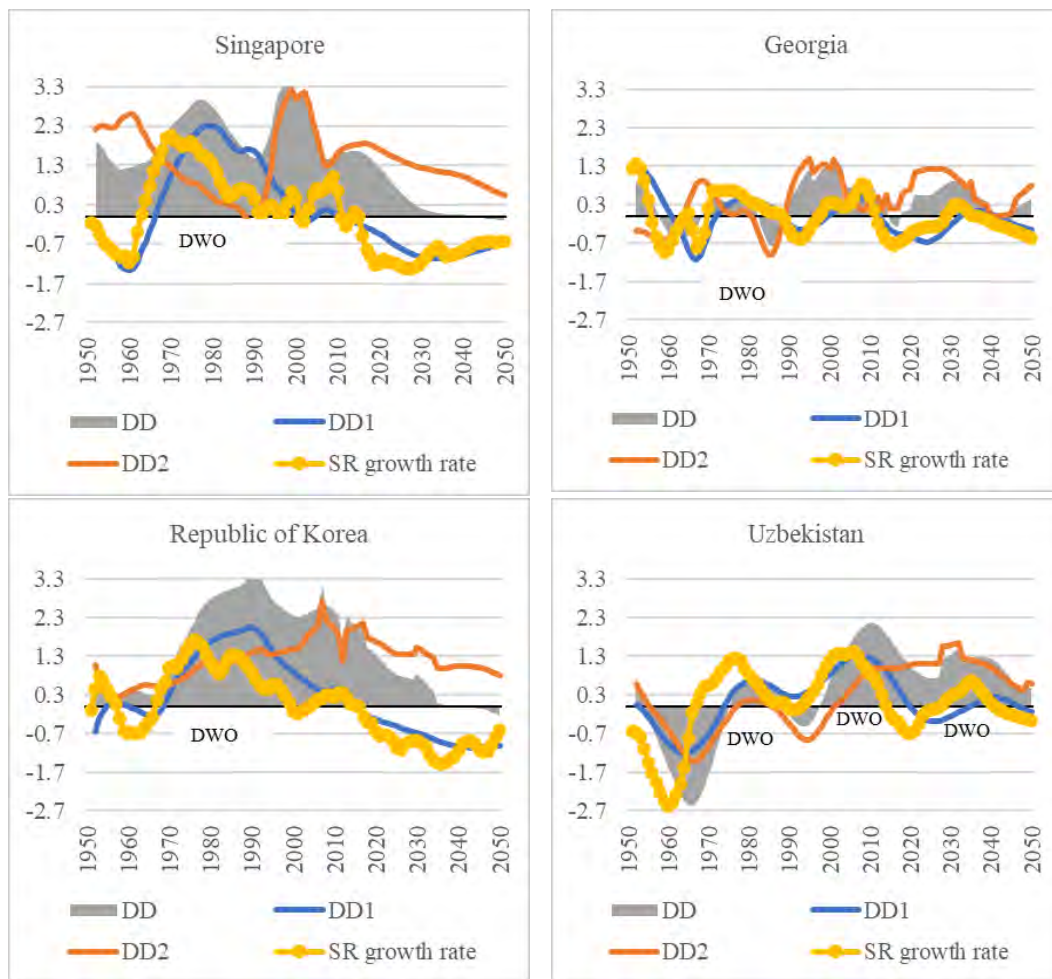 Singapore
3.3
2.3
1.3
0.3
-0.7
-1.7
-2.7
DWO
1950 1960 1970 1980 1990 2000 2010 2020 2030 2040 2050
DD DD1
DD2 SR growth rate
Georgia
3.3
2.3
1.3
0.3
-0.7
-1.7
-2.7
DWO
1950 1960 1970 1980 1990 2000 2010 2020 2030 2040 2050
DD DD1
DD2 SR growth rate
Republic of Korea
3.3
2.3
1.3
0.3
-0.7
-1.7
-2.7
DWO
1950 1960 1970 1980 1990 2000 2010 2020 2030 2040 2050
DD DD1
DD2 SR growth rate
Uzbekistan
3.3
2.3
1.3
0.3
-0.7
-1.7
-2.7
DWO DWO DWO
1950 1960 1970 1980 1990 2000 2010 2020 2030 2040 2050
DD DD1
DD2 SR growth rate